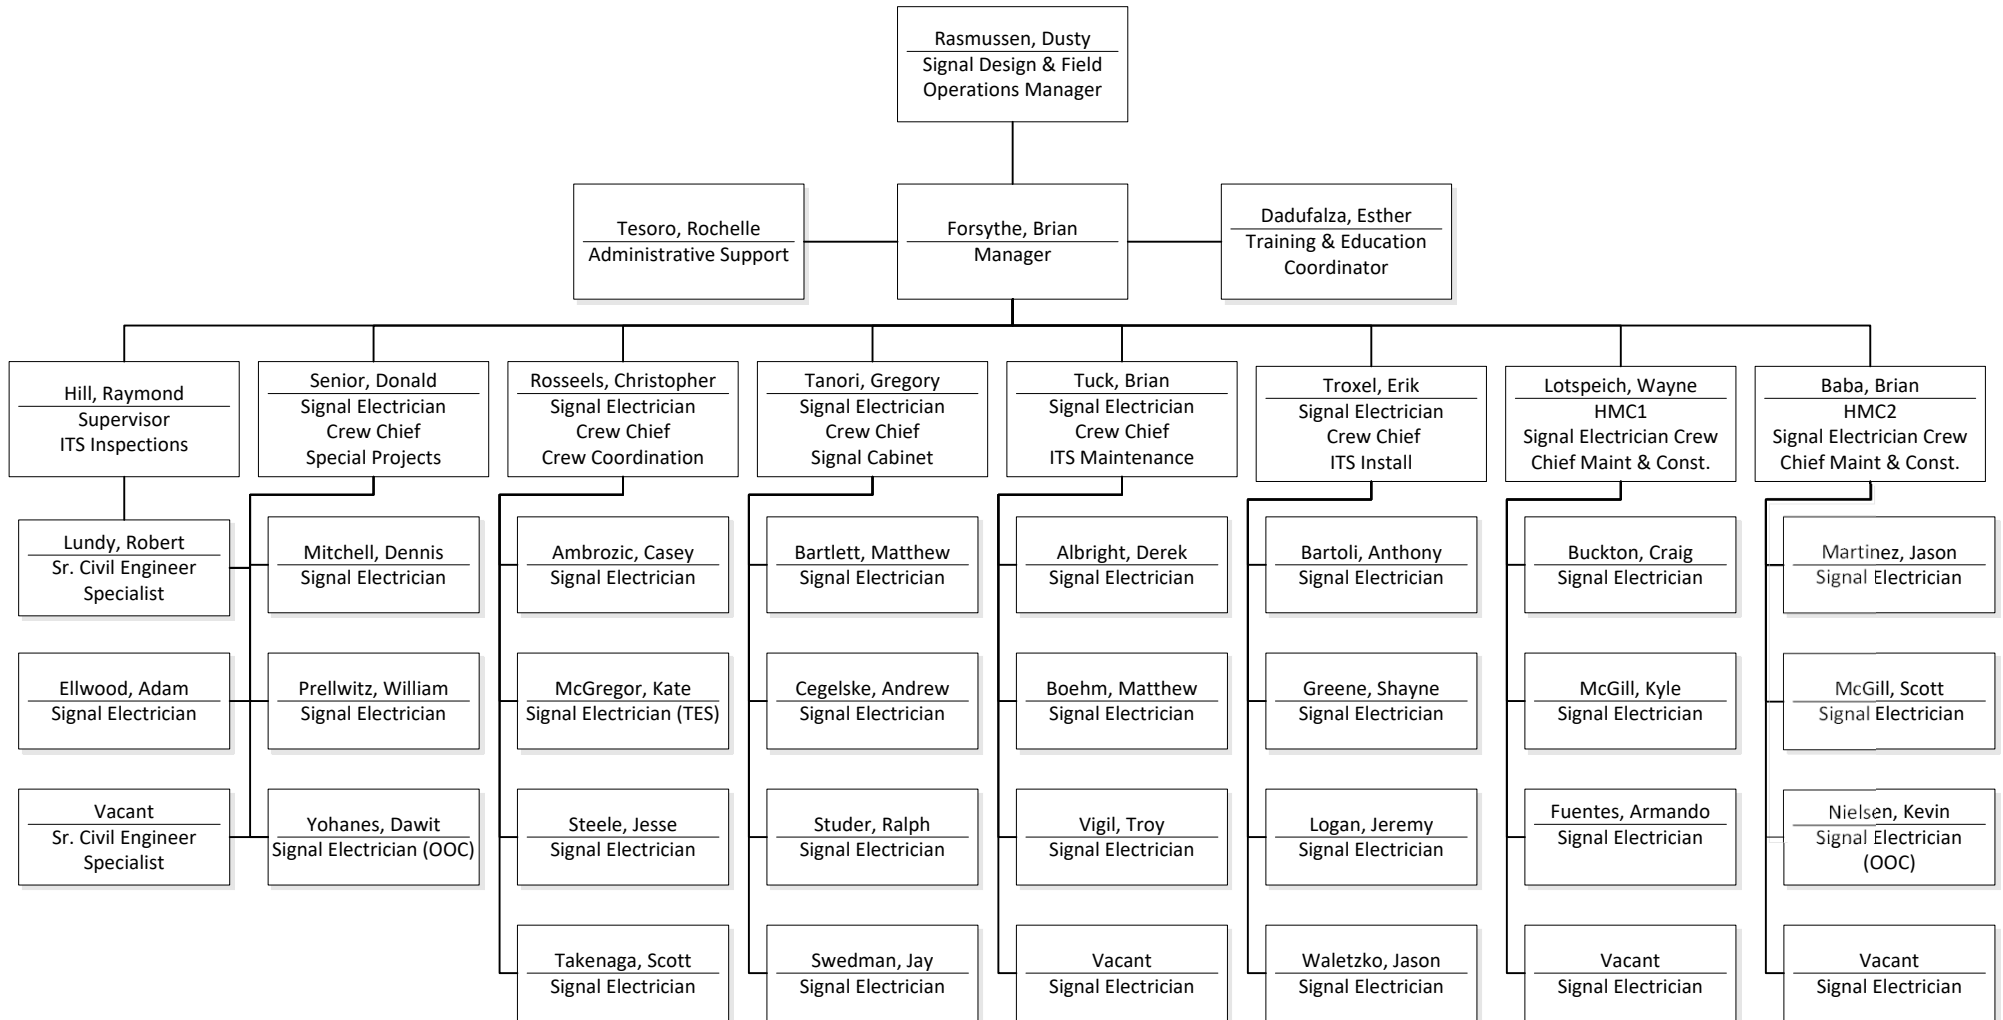 Rasmussen, Dusty
Signal Design & Field
Operations Manager
Tesoro, Rochelle
Administrative Support
Forsythe, Brian
Manager
Dadufalza, Esther
Training & Education
Coordinator
Hill, Raymond
Supervisor
ITS Inspections
Senior, Donald
Signal Electrician
Crew Chief
Special Projects
Rosseels, Christopher
Signal Electrician
Crew Chief
Crew Coordination
Tanori, Gregory
Signal Electrician
Crew Chief
Signal Cabinet
Tuck, Brian
Signal Electrician
Crew Chief
ITS Maintenance
Troxel, Erik
Signal Electrician
Crew Chief
ITS Install
Lotspeich, Wayne
HMC1
Signal Electrician Crew
Chief Maint & Const.
Baba, Brian
HMC2
Signal Electrician Crew
Chief Maint & Const.
Lundy, Robert
Sr. Civil Engineer
Specialist
Mitchell, Dennis
Signal Electrician
Ambrozic, Casey
Signal Electrician
Bartlett, Matthew
Signal Electrician
Albright, Derek
Signal Electrician
Bartoli, Anthony
Signal Electrician
Buckton, Craig
Signal Electrician
Martinez, Jason
Signal Electrician
Ellwood, Adam
Signal Electrician
Prellwitz, William
Signal Electrician
McGregor, Kate
Signal Electrician (TES)
Cegelske, Andrew
Signal Electrician
Boehm, Matthew
Signal Electrician
Greene, Shayne
Signal Electrician
McGill, Kyle
Signal Electrician
McGill, Scott
Signal Electrician
Vacant
Sr. Civil Engineer
Specialist
Yohanes, Dawit
Signal Electrician (OOC)
Steele, Jesse
Signal Electrician
Studer, Ralph
Signal Electrician
Vigil, Troy
Signal Electrician
Logan, Jeremy
Signal Electrician
Fuentes, Armando
Signal Electrician
Nielsen, Kevin
Signal Electrician
(OOC)
Takenaga, Scott
Signal Electrician
Swedman, Jay
Signal Electrician
Vacant
Signal Electrician
Waletzko, Jason
Signal Electrician
Vacant
Signal Electrician
Vacant
Signal Electrician